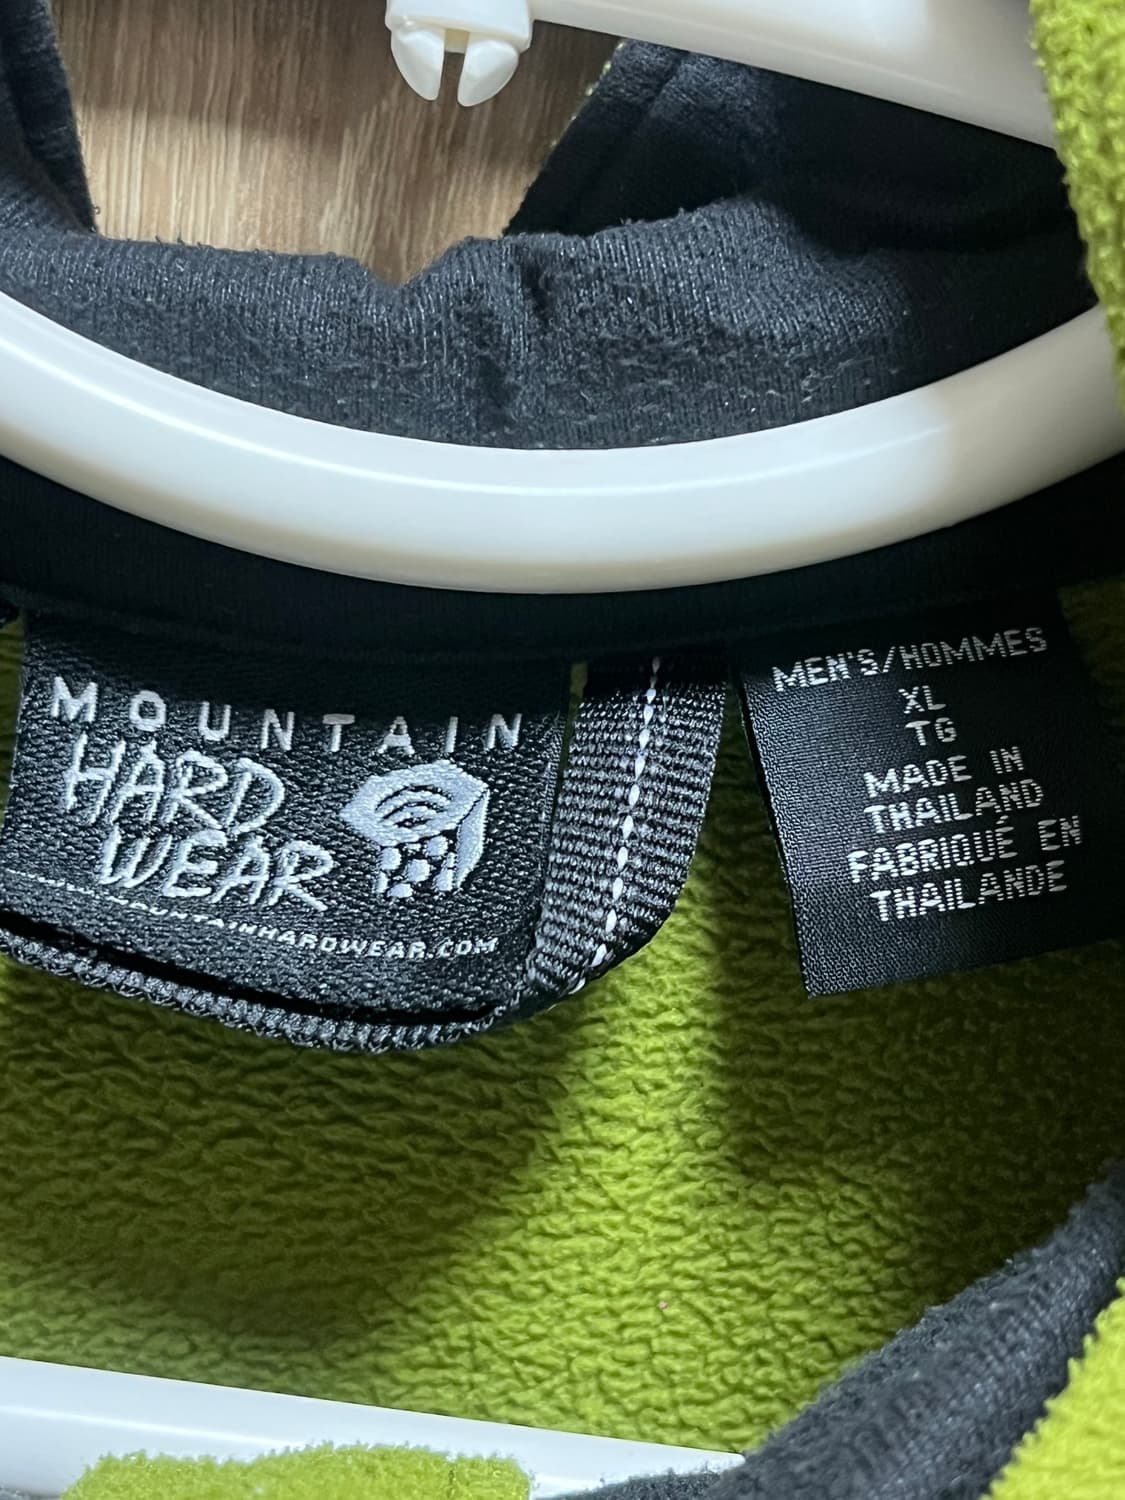 MOUNTAIN
HARD
WEAR
MOUNTAINHARDWEAR.COM
MEN'S/HOMMES
XL
TG
MADE IN
THAILAND
FABRIQUÉ EN
THAILANDE